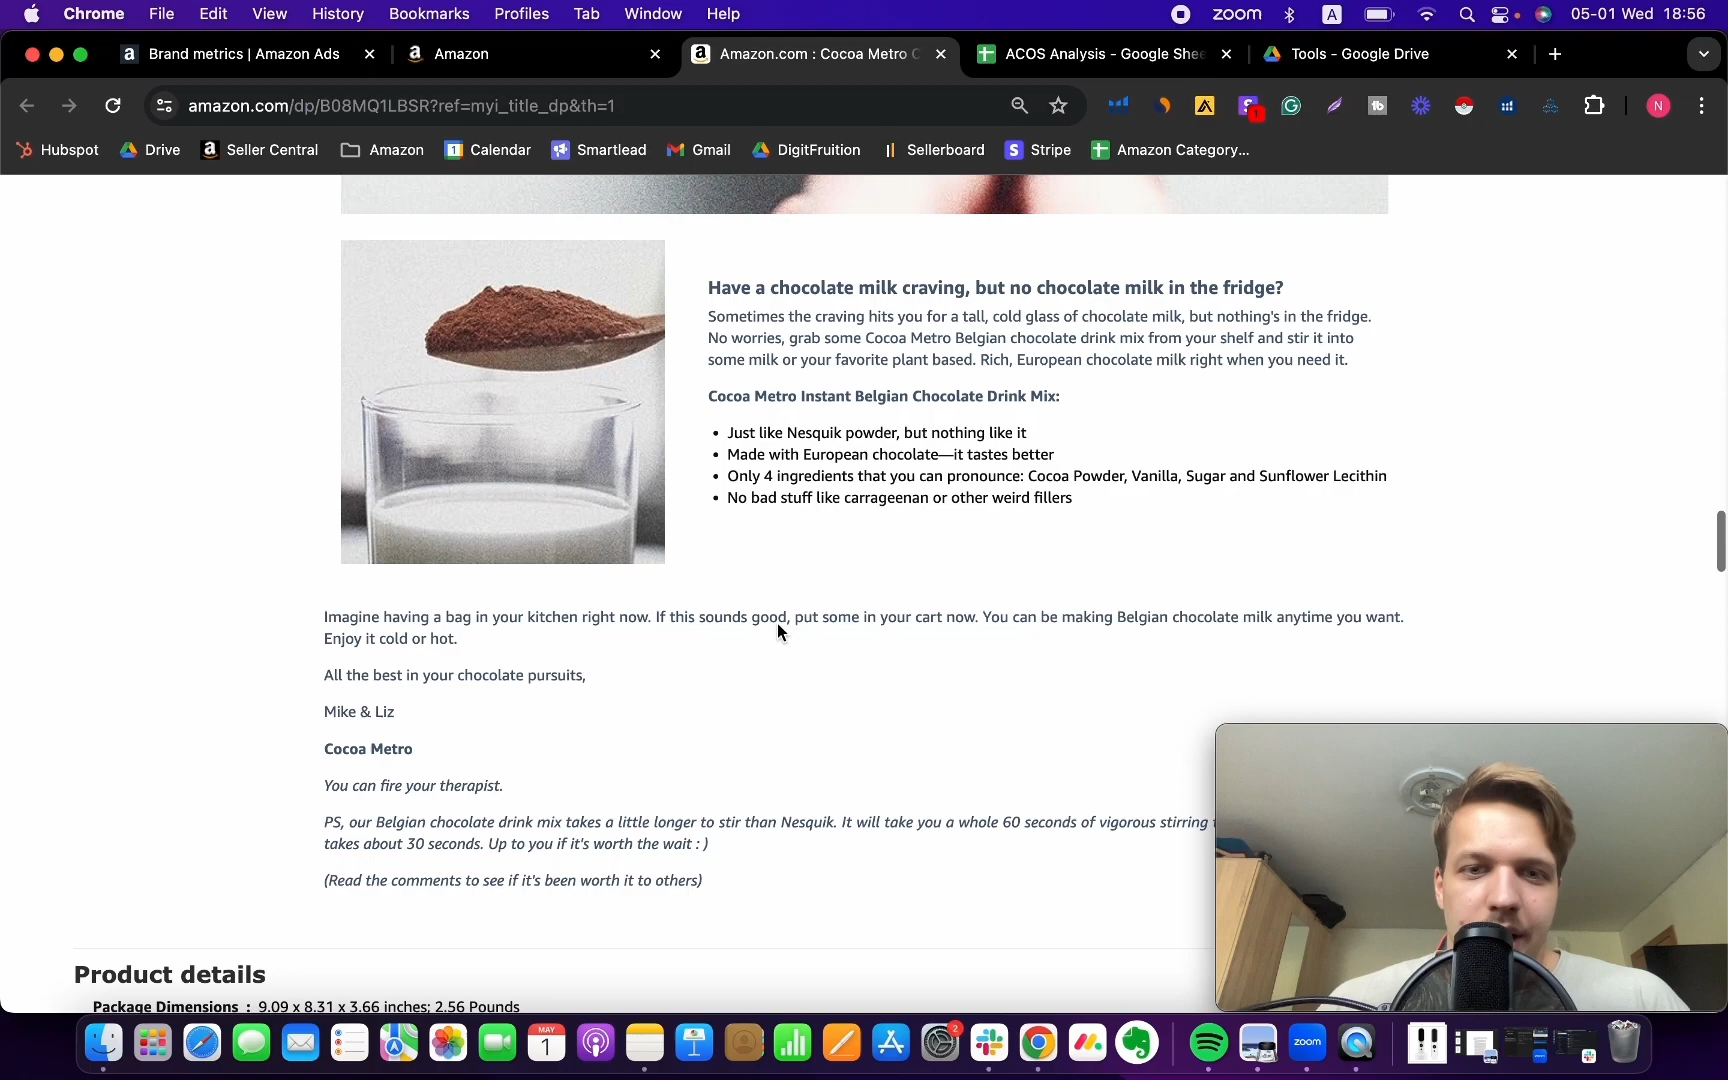 Chrome File Edit View History Bookmarks Profiles Tab Window Help zoom A 05-01 Wed 18:56
Brand metrics | Amazon Ads Amazon Amazon.com : Cocoa Metro ACOS Analysis - Google Shee Tools - Google Drive
amazon.com/dp/B08MQ1LBSR?ref=myi_title_dp&th=1 N
Hubspot Drive Seller Central Amazon Calendar Smartlead Gmail DigitFruition Sellerboard Stripe Amazon Category...
Have a chocolate milk craving, but no chocolate milk in the fridge?
Sometimes the craving hits you for a tall, cold glass of chocolate milk, but nothing's in the fridge.
No worries, grab some Cocoa Metro Belgian chocolate drink mix from your shelf and stir it into
some milk or your favorite plant based. Rich, European chocolate milk right when you need it.
Cocoa Metro Instant Belgian Chocolate Drink Mix:
• Just like Nesquik powder, but nothing like it
• Made with European chocolate—it tastes better
• Only 4 ingredients that you can pronounce: Cocoa Powder, Vanilla, Sugar and Sunflower Lecithin
• No bad stuff like carrageenan or other weird fillers
Imagine having a bag in your kitchen right now. If this sounds good, put some in your cart now. You can be making Belgian chocolate milk anytime you want.
Enjoy it cold or hot.
All the best in your chocolate pursuits,
Mike & Liz
Cocoa Metro
You can fire your therapist.
PS, our Belgian chocolate drink mix takes a little longer to stir than Nesquik. It will take you a whole 60 seconds of vigorous stirring
takes about 30 seconds. Up to you if it's worth the wait : )
(Read the comments to see if it's been worth it to others)
Product details
Package Dimensions : 9.09 x 8.31 x 3.66 inches; 2.56 Pounds
MAY
1
2
zoom